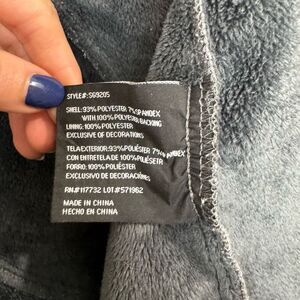 STYLE#: 569205
SHELL: 93% POLYESTER 7% SPANDEX
WITH 100% POLYESTER BACKING
LINING: 100% POLYESTER
EXCLUSIVE OF DECORATIONS
TELA EXTERIOR: 93% POLIÉSTER 7% SPANDEX
CON ENTRETELA DE 100% POLIÉSTER
FORRO: 100% POLIÉSTER
EXCLUSIVO DE DECORACIÓNES
RN#117732 LOT#571962
MADE IN CHINA
HECHO EN CHINA